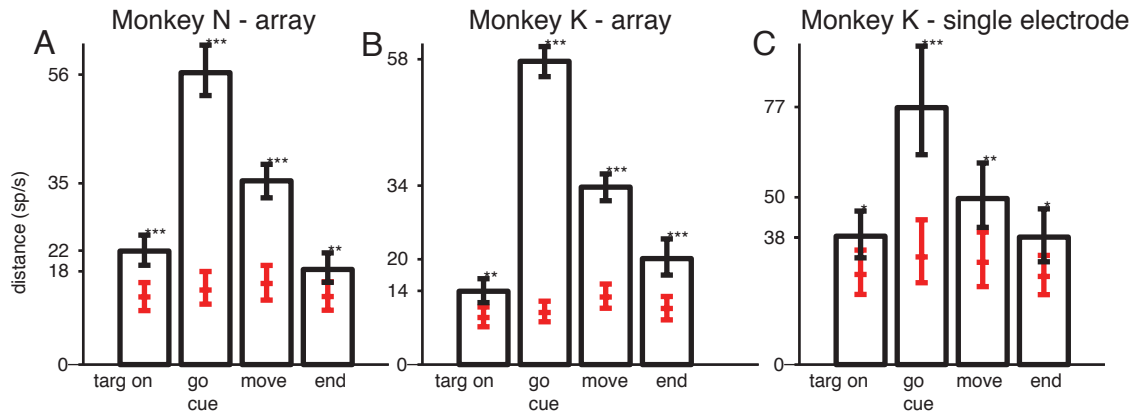 Monkey N - array
Monkey K - array
Monkey K - single electrode
A
B
C
distance (sp/s)
56
35
22
18
0
***
***
***
**
targ on go move end
cue
58
34
20
14
0
**
***
***
***
targ on go move end
cue
77
50
38
0
*
***
**
*
targ on go move end
cue